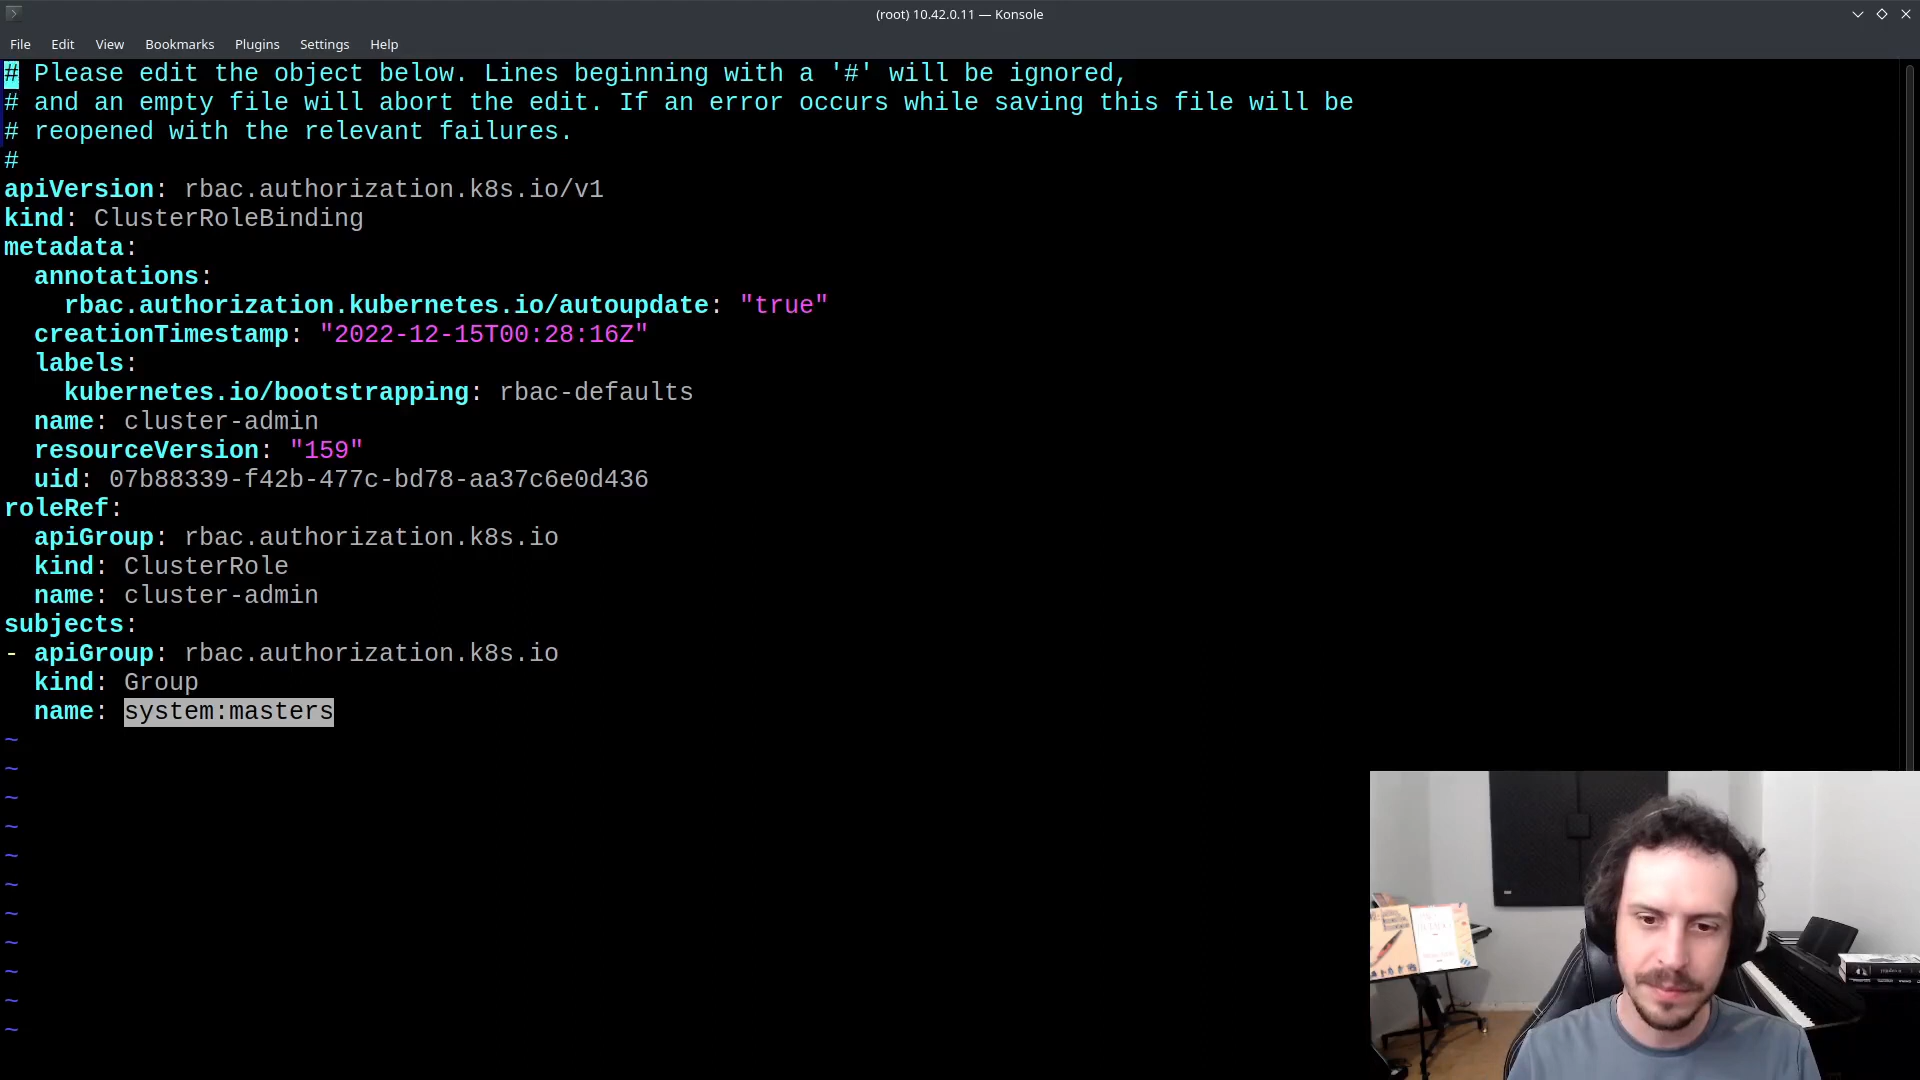 (root) 10.42.0.11 — Konsole
File Edit View Bookmarks Plugins Settings Help
# Please edit the object below. Lines beginning with a '#' will be ignored,
# and an empty file will abort the edit. If an error occurs while saving this file will be
# reopened with the relevant failures.
#
apiVersion: rbac.authorization.k8s.io/v1
kind: ClusterRoleBinding
metadata:
  annotations:
    rbac.authorization.kubernetes.io/autoupdate: "true"
  creationTimestamp: "2022-12-15T00:28:16Z"
  labels:
    kubernetes.io/bootstrapping: rbac-defaults
  name: cluster-admin
  resourceVersion: "159"
  uid: 07b88339-f42b-477c-bd78-aa37c6e0d436
roleRef:
  apiGroup: rbac.authorization.k8s.io
  kind: ClusterRole
  name: cluster-admin
subjects:
- apiGroup: rbac.authorization.k8s.io
  kind: Group
  name: system:masters
~
~
~
~
~
~
~
~
~
~
~